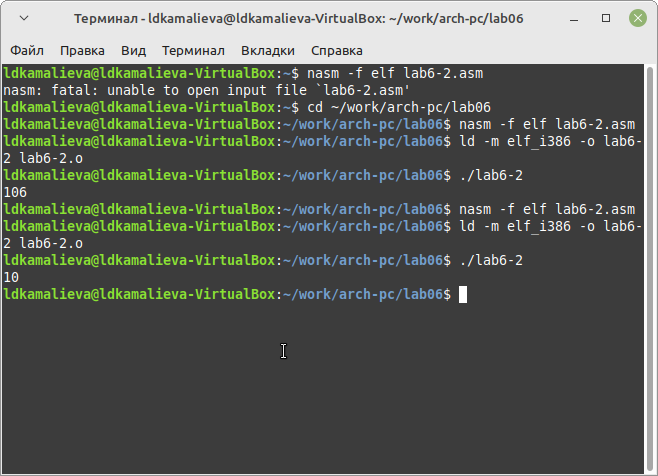 Терминал - ldkamalieva@ldkamalieva-VirtualBox: ~/work/arch-pc/lab06
Файл Правка Вид Терминал Вкладки Справка
ldkamalieva@ldkamalieva-VirtualBox:~$ nasm -f elf lab6-2.asm
nasm: fatal: unable to open input file `lab6-2.asm'
ldkamalieva@ldkamalieva-VirtualBox:~$ cd ~/work/arch-pc/lab06
ldkamalieva@ldkamalieva-VirtualBox:~/work/arch-pc/lab06$ nasm -f elf lab6-2.asm
ldkamalieva@ldkamalieva-VirtualBox:~/work/arch-pc/lab06$ ld -m elf_i386 -o lab6-
2 lab6-2.o
ldkamalieva@ldkamalieva-VirtualBox:~/work/arch-pc/lab06$ ./lab6-2
106
ldkamalieva@ldkamalieva-VirtualBox:~/work/arch-pc/lab06$ nasm -f elf lab6-2.asm
ldkamalieva@ldkamalieva-VirtualBox:~/work/arch-pc/lab06$ ld -m elf_i386 -o lab6-
2 lab6-2.o
ldkamalieva@ldkamalieva-VirtualBox:~/work/arch-pc/lab06$ ./lab6-2
10
ldkamalieva@ldkamalieva-VirtualBox:~/work/arch-pc/lab06$